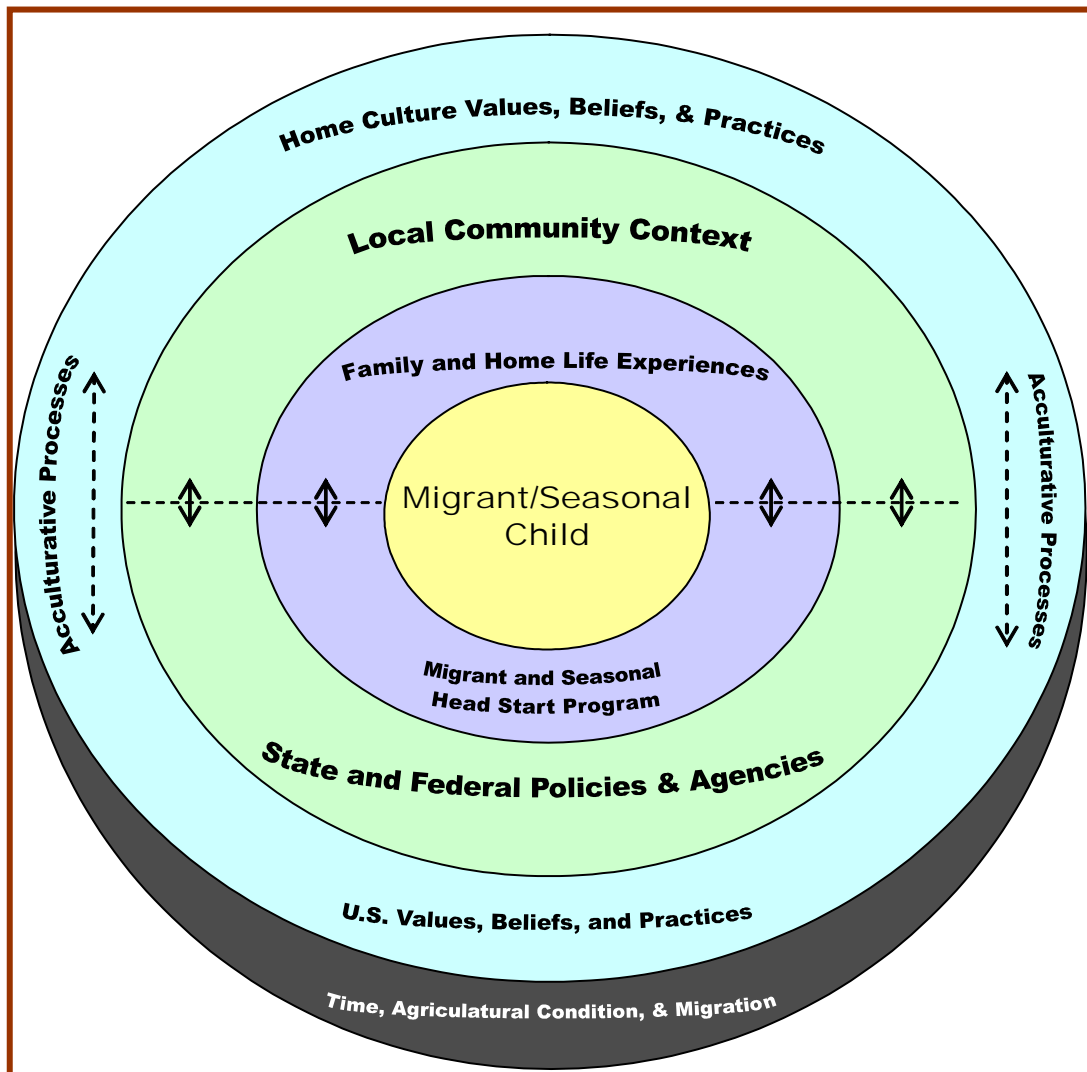 Home Culture Values, Beliefs, & Practices
Local Community Context
Family and Home Life Experiences
Acculturative Processes
Acculturative Processes
Migrant/Seasonal
Child
Migrant and Seasonal
Head Start Program
State and Federal Policies & Agencies
U.S. Values, Beliefs, and Practices
Time, Agriculatural Condition, & Migration